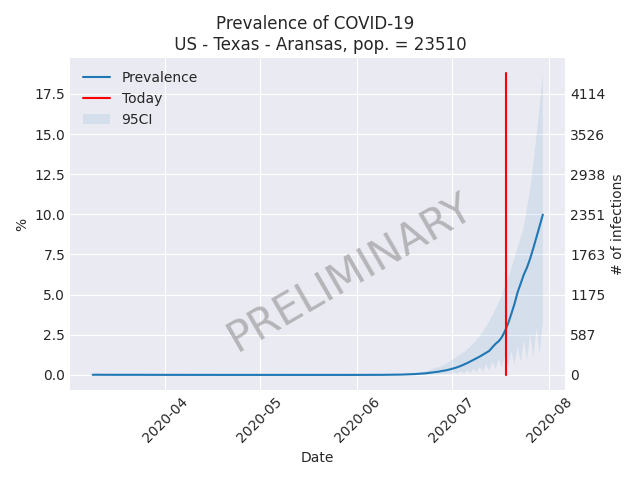 Prevalence of COVID-19
US - Texas - Aransas, pop. = 23510
Prevalence
Today
95CI
17.5
15.0
12.5
10.0
7.5
5.0
2.5
0.0
%
4114
3526
2938
2351
1763
1175
587
0
# of infections
PRELIMINARY
2020-04
2020-05
2020-06
2020-07
2020-08
Date